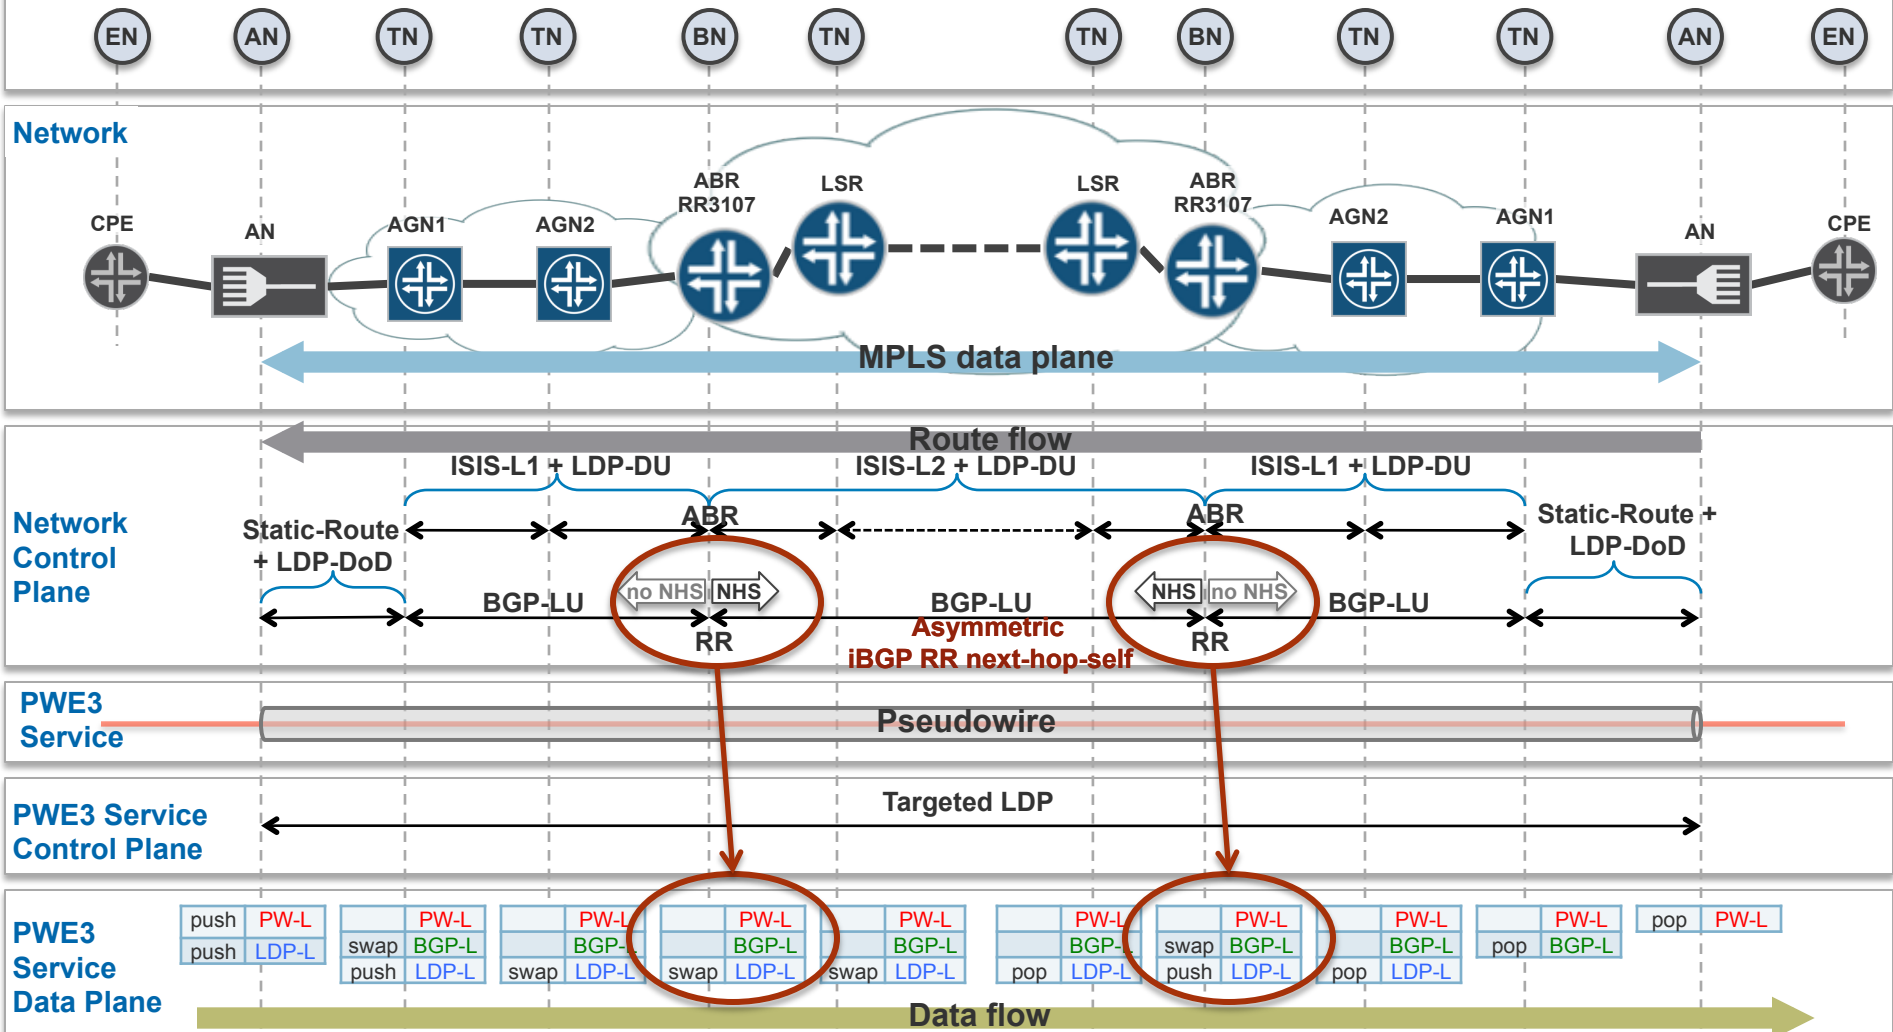 EN AN TN TN BN TN TN BN TN TN AN EN
Network
CPE
AN
AGN1
AGN2
ABR
RR3107
LSR
LSR
ABR
RR3107
AGN2
AGN1
AN
CPE
MPLS data plane
Route flow
Network
Control
Plane
ISIS-L1 + LDP-DU
ISIS-L2 + LDP-DU
ISIS-L1 + LDP-DU
Static-Route
+ LDP-DoD
ABR
ABR
Static-Route +
LDP-DoD
no NHS
NHS
NHS
no NHS
BGP-LU
BGP-LU
BGP-LU
RR
RR
Asymmetric
iBGP RR next-hop-self
PWE3
Service
Pseudowire
PWE3 Service
Control Plane
Targeted LDP
PWE3
Service
Data Plane
push PW-L
push LDP-L
PW-L
swap BGP-L
push LDP-L
PW-L
BGP-L
swap LDP-L
PW-L
BGP-L
swap LDP-L
PW-L
BGP-L
swap LDP-L
PW-L
BGP-L
pop LDP-L
PW-L
swap BGP-L
push LDP-L
PW-L
BGP-L
pop LDP-L
PW-L
pop BGP-L
pop PW-L
Data flow